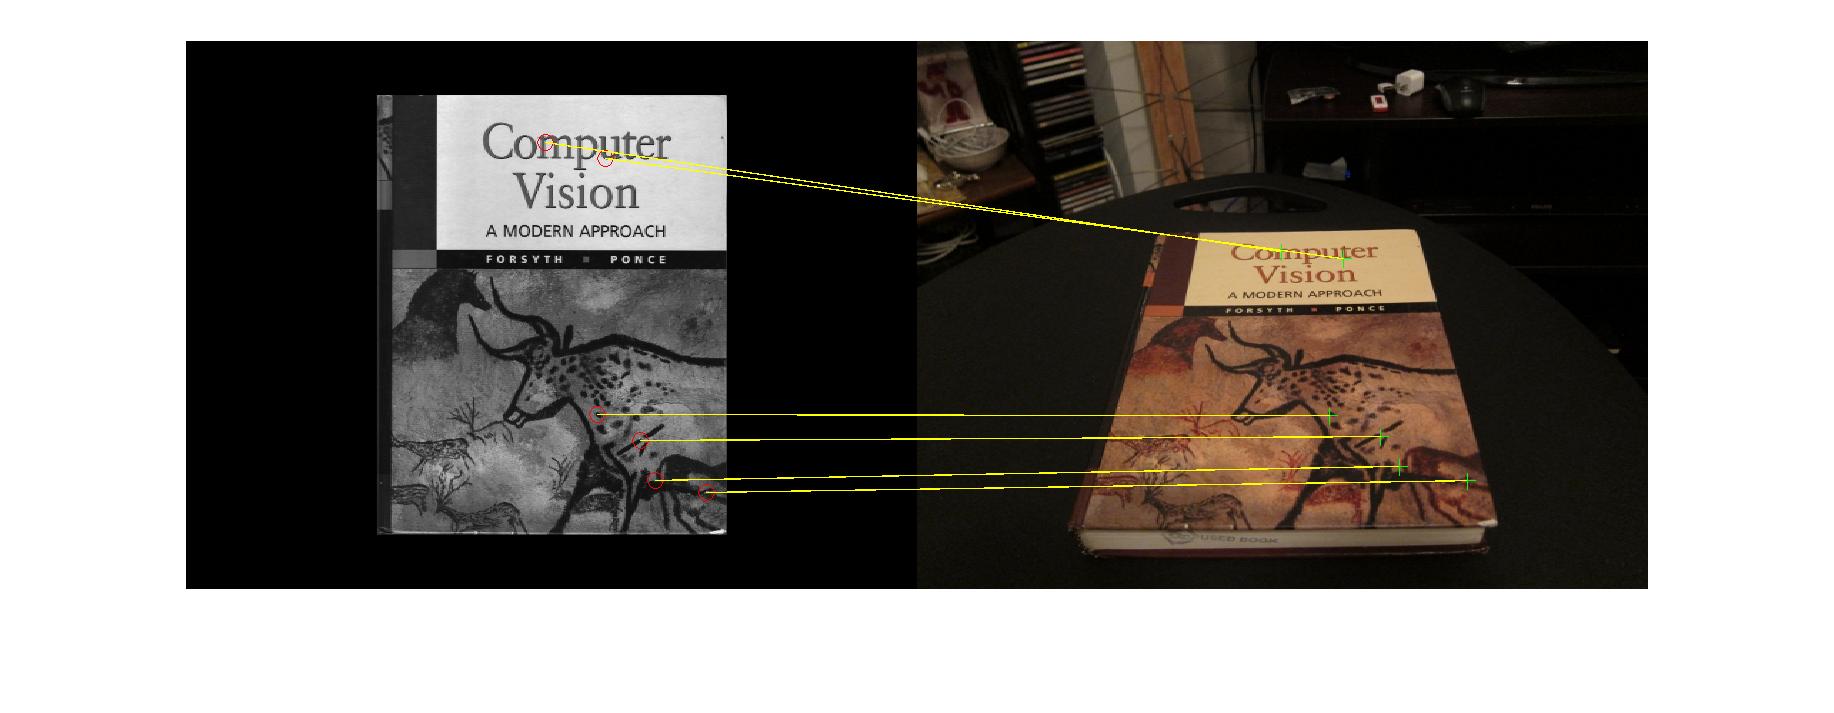 Computer
Vision
A MODERN APPROACH
FORSYTH ■ PONCE
Computer
Vision
A MODERN APPROACH
FORSYTH ■ PONCE
USED BOOK